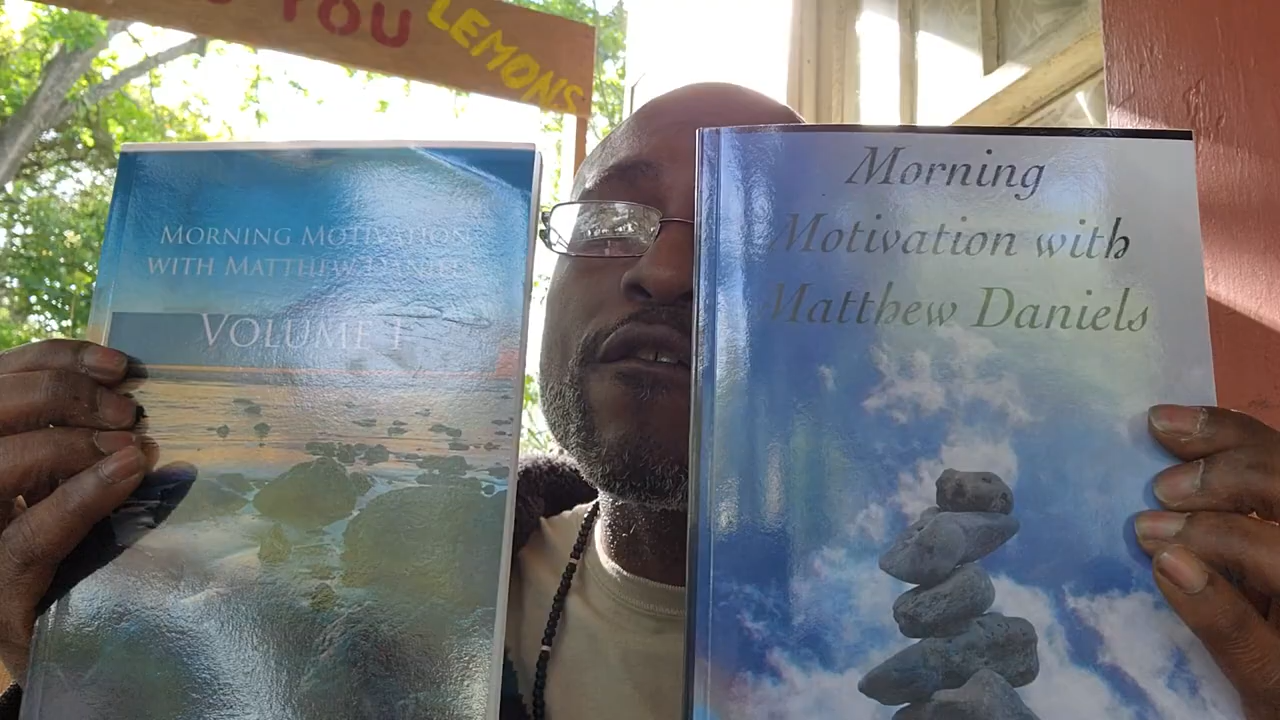 YOU
LEMONS
MORNING MOTIVATION
WITH MATTHEW DANIELS
VOLUME I
Morning
Motivation with
Matthew Daniels